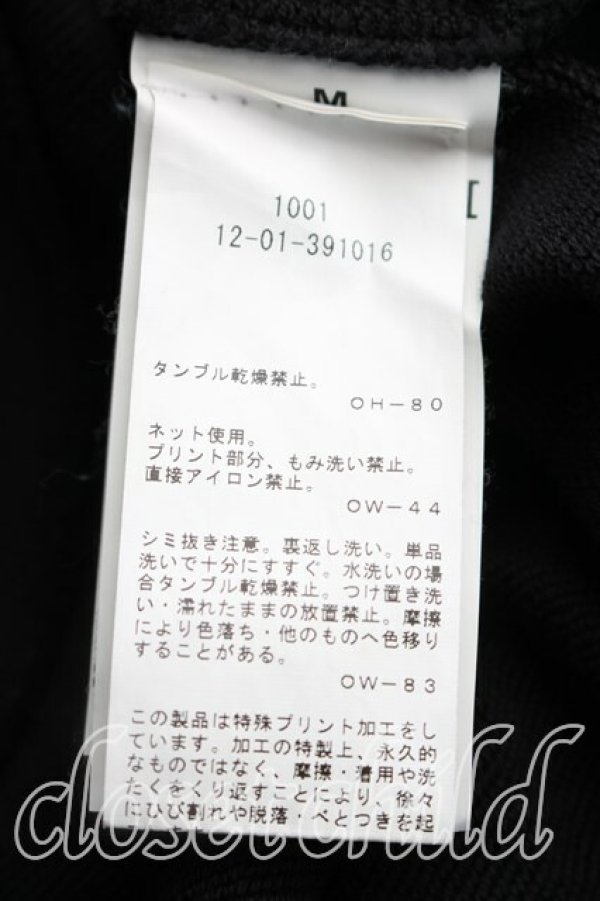 M
1001
12-01-391016
タンブル乾燥禁止。
OH-80
ネット使用。
プリント部分、もみ洗い禁止。
直接アイロン禁止。
OW-44
シミ抜き注意。裏返し洗い。単品
洗いで十分にすすぐ。水洗いの場
合タンブル乾燥禁止。つけ置き洗
い・濡れたままの放置禁止。摩擦
により色落ち・他のものへ色移り
することがある。
OW-83
この製品は特殊プリント加工をし
ています。加工の特製上、永久的
なものではなく、摩擦・着用や洗
たくをくり返すことにより、徐々
にひび割れや脱落・べとつきを起
closet child